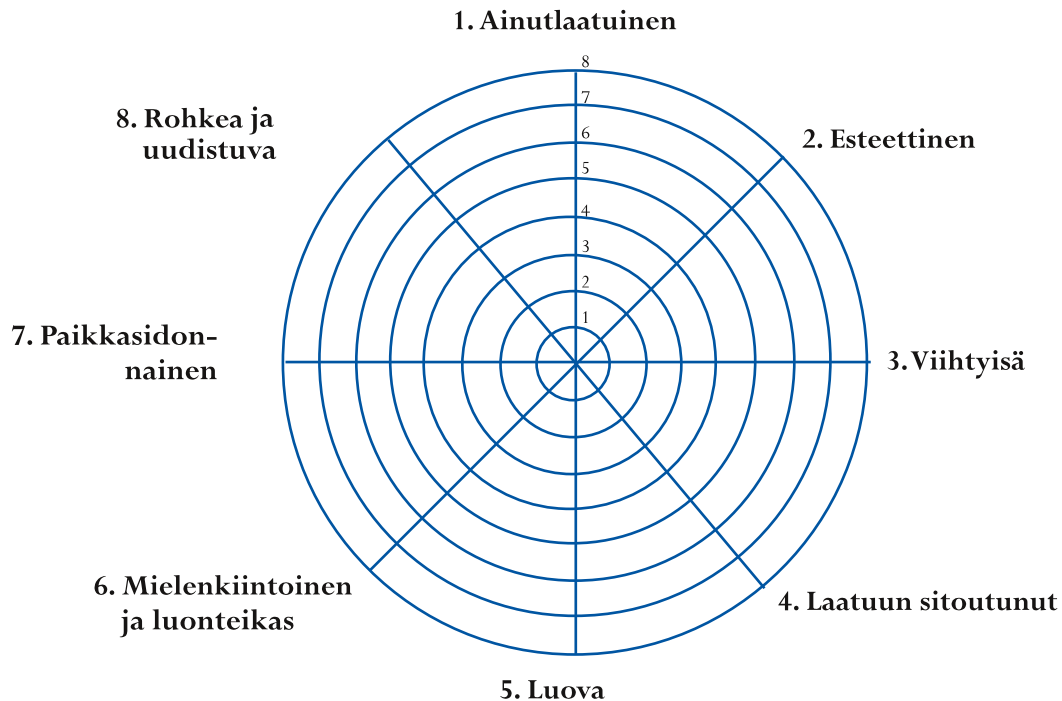 1. Ainutlaatuinen
8
7
6
5
4
3
2
1
2. Esteettinen
3. Viihtyisä
4. Laatuun sitoutunut
5. Luova
6. Mielenkiintoinen
ja luonteikas
7. Paikkasidon-
nainen
8. Rohkea ja
uudistuva